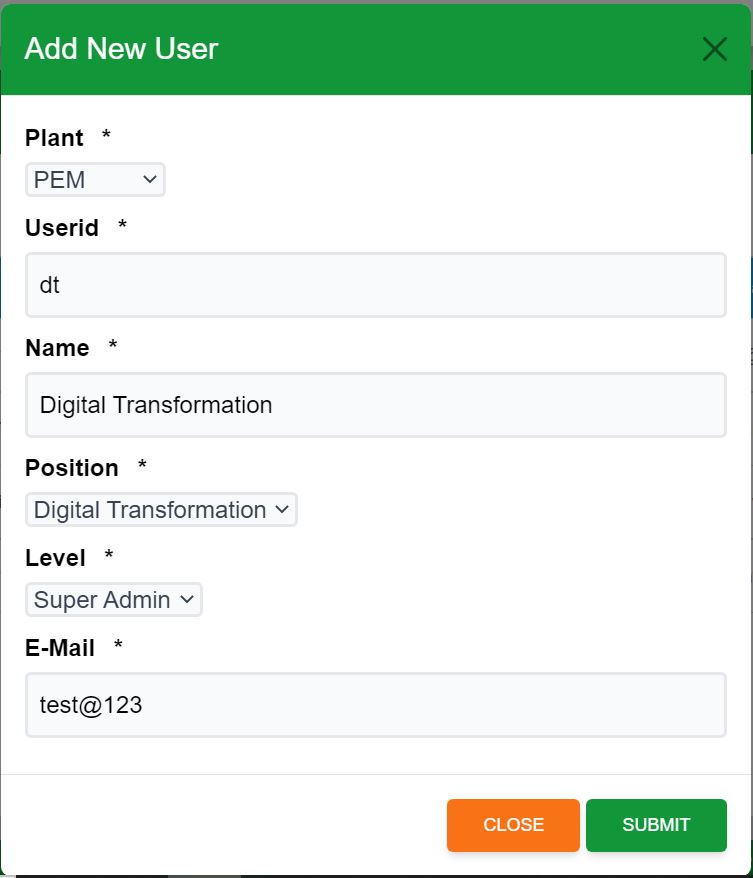 Add New User
Plant *
PEM
Userid *
dt
Name *
Digital Transformation
Position *
Digital Transformation
Level *
Super Admin
E-Mail *
test@123
CLOSE SUBMIT